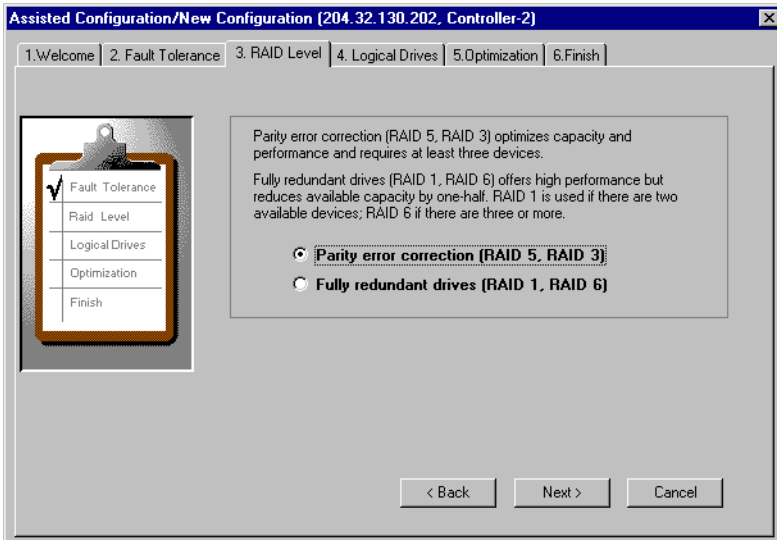 Assisted Configuration/New Configuration (204.32.130.202, Controller-2)
1.Welcome 2. Fault Tolerance 3. RAID Level 4. Logical Drives 5.Optimization 6.Finish
Parity error correction (RAID 5, RAID 3) optimizes capacity and
performance and requires at least three devices.
Fully redundant drives (RAID 1, RAID 6) offers high performance but
reduces available capacity by one-half. RAID 1 is used if there are two
available devices; RAID 6 if there are three or more.
Fault Tolerance
Raid Level
Logical Drives
Optimization
Finish
Parity error correction (RAID 5, RAID 3)
Fully redundant drives (RAID 1, RAID 6)
< Back Next > Cancel